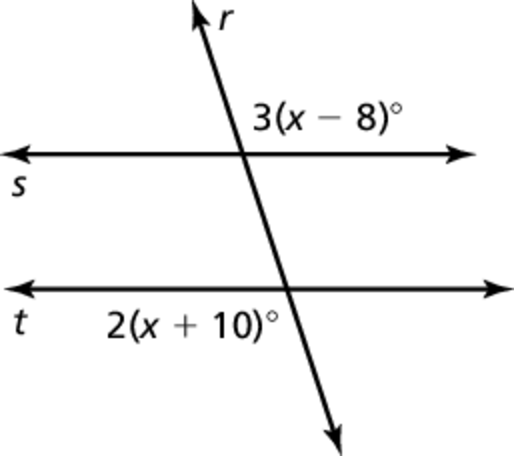 r
3(x − 8)°
s
t
2(x + 10)°